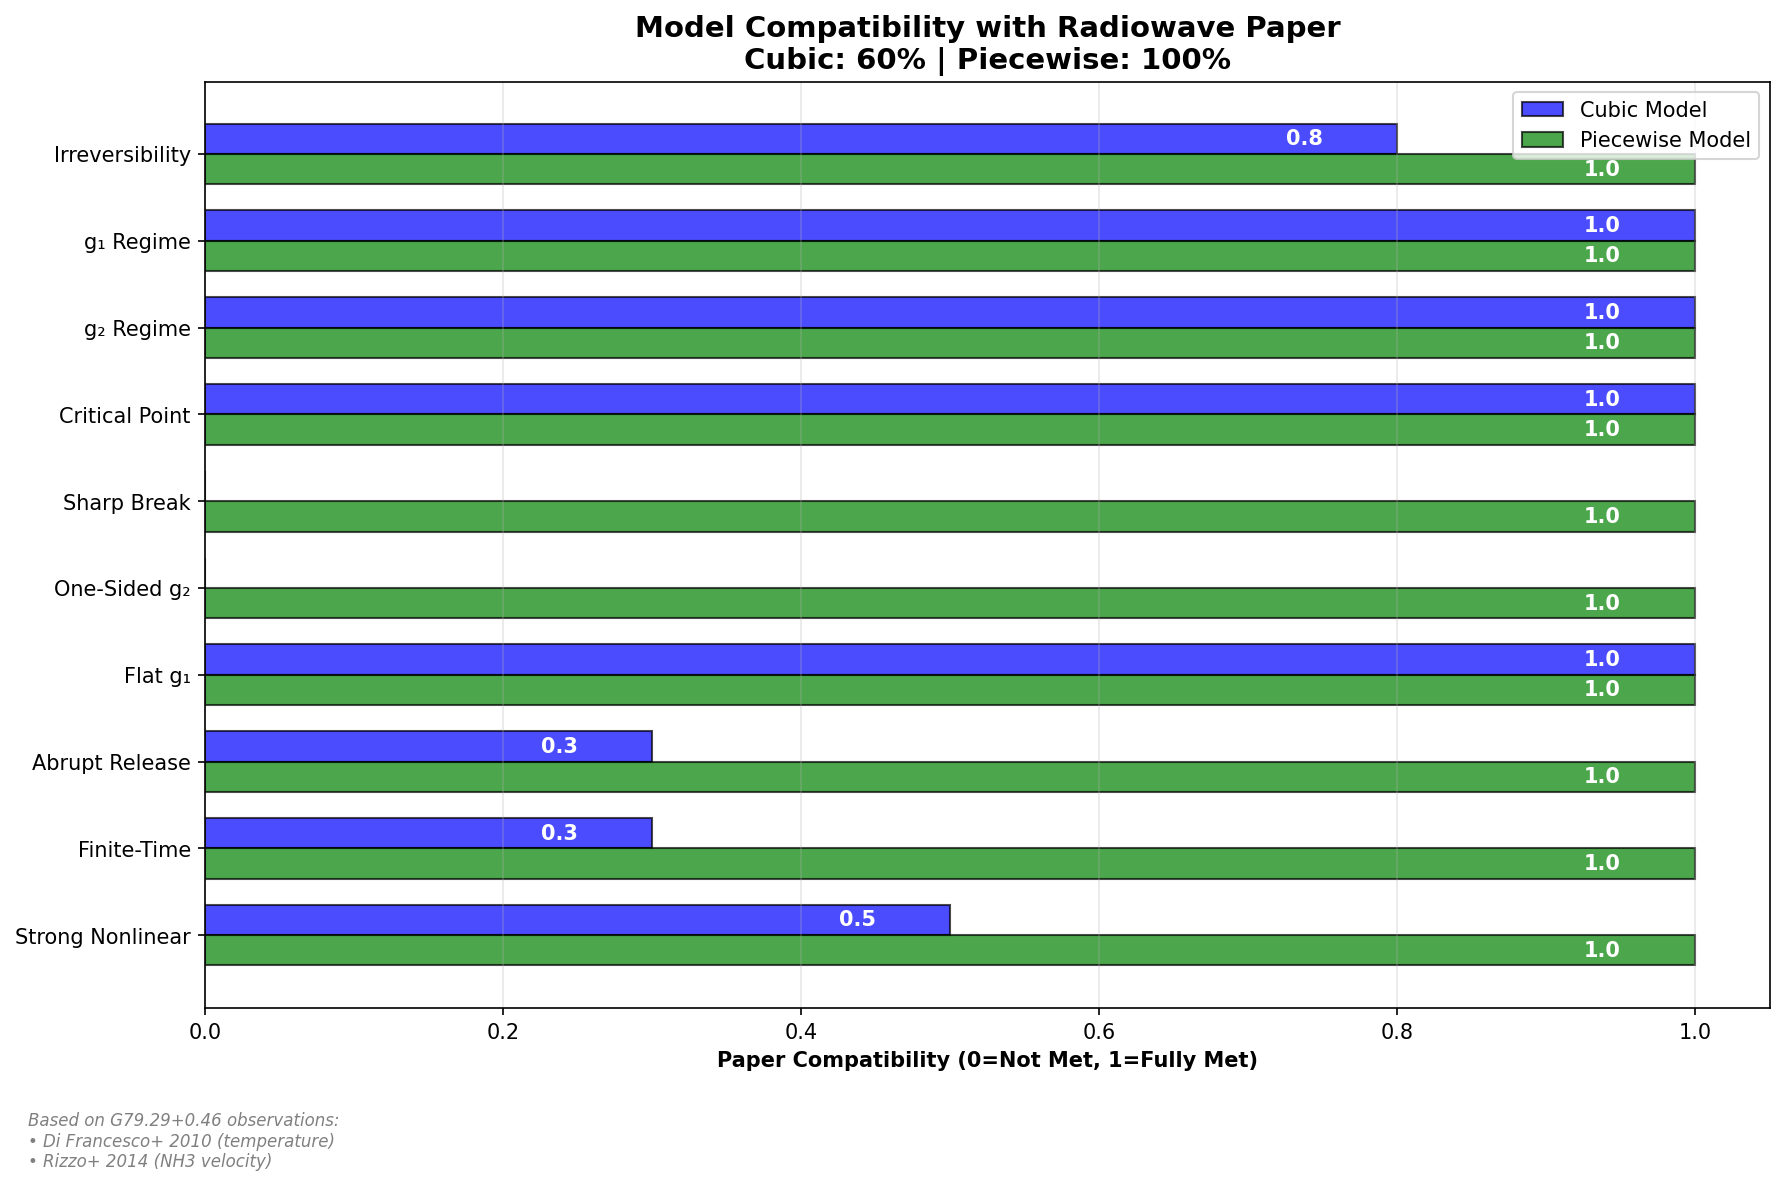 Model Compatibility with Radiowave Paper
Cubic: 60% | Piecewise: 100%
Cubic Model
Piecewise Model
Irreversibility
0.8
1.0
g₁ Regime
1.0
1.0
g₂ Regime
1.0
1.0
Critical Point
1.0
1.0
Sharp Break
1.0
One-Sided g₂
1.0
Flat g₁
1.0
1.0
Abrupt Release
0.3
1.0
Finite-Time
0.3
1.0
Strong Nonlinear
0.5
1.0
0.0 0.2 0.4 0.6 0.8 1.0
Paper Compatibility (0=Not Met, 1=Fully Met)
Based on G79.29+0.46 observations:
• Di Francesco+ 2010 (temperature)
• Rizzo+ 2014 (NH3 velocity)